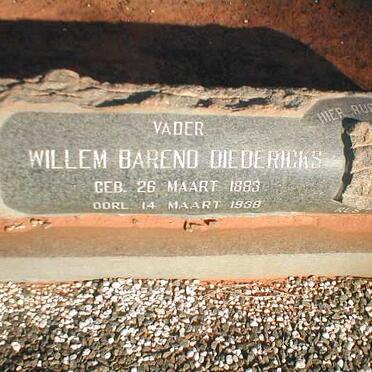 VADER
WILLEM BAREND DIEDERICKS
GEB. 26 MAART 1883
OORL. 14 MAART 1938
HIER RUS